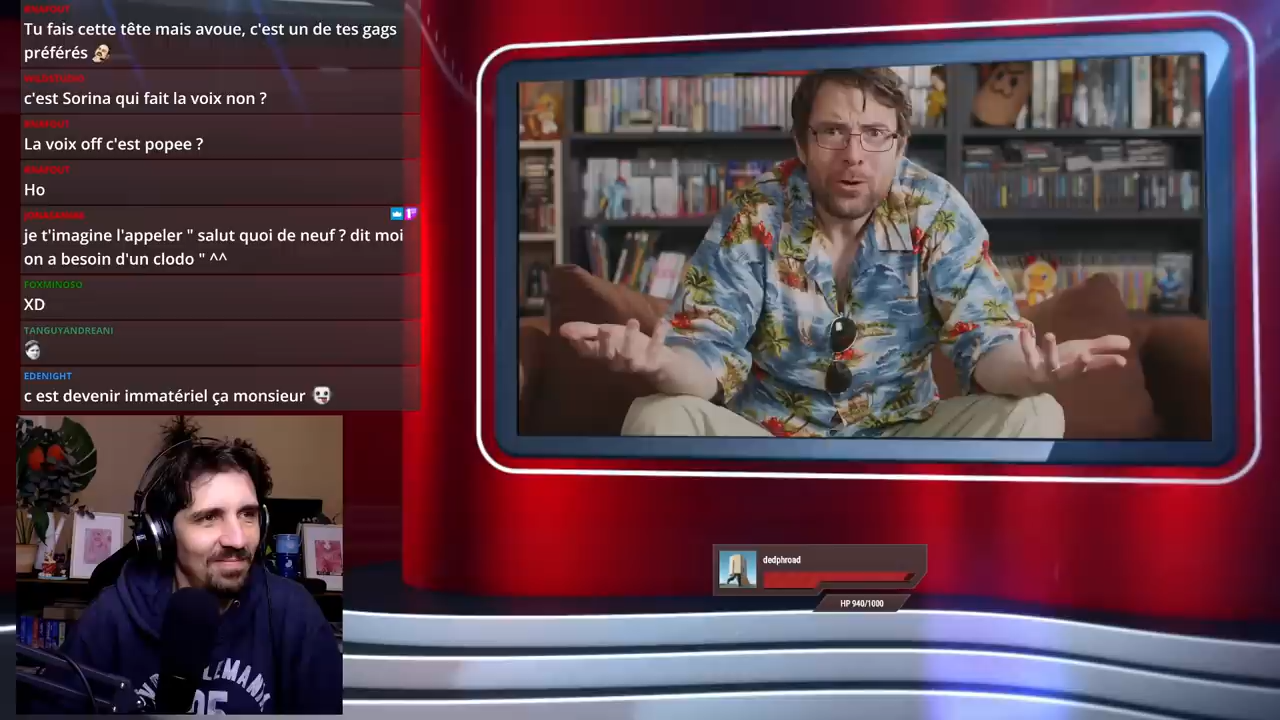 Tu fais cette tête mais avoue, c'est un de tes gags
préférés
WILDSTUDIO
c'est Sorina qui fait la voix non ?
La voix off c'est popee ?
Ho
je t'imagine l'appeler " salut quoi de neuf ? dit moi
on a besoin d'un clodo " ^^
FOXMINOSO
XD
TANGUYANDREANI
EDENIGHT
c est devenir immatériel ça monsieur
dedphroad
HP 940/1000